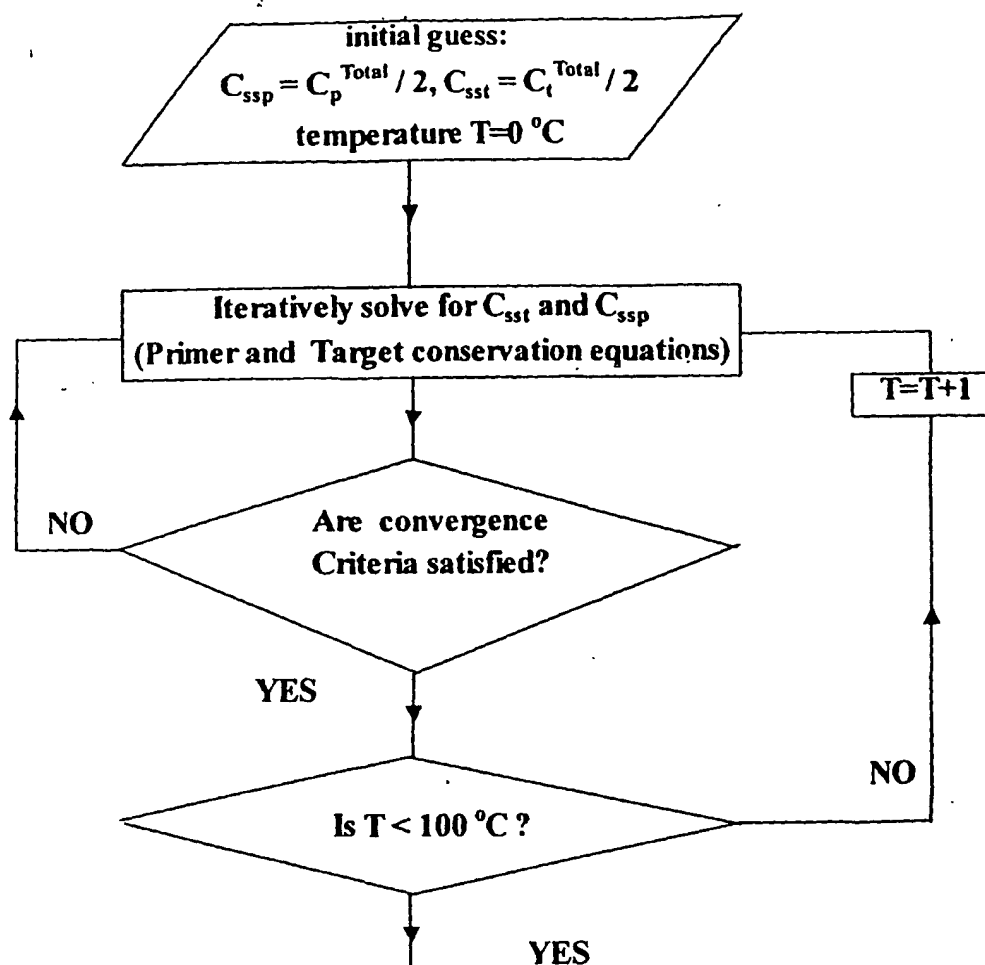 initial guess:
C_ssp = C_p^Total / 2, C_sst = C_t^Total / 2
temperature T=0 °C
Iteratively solve for C_sst and C_ssp
(Primer and Target conservation equations)
T=T+1
NO
Are convergence
Criteria satisfied?
YES
NO
Is T < 100 °C ?
YES